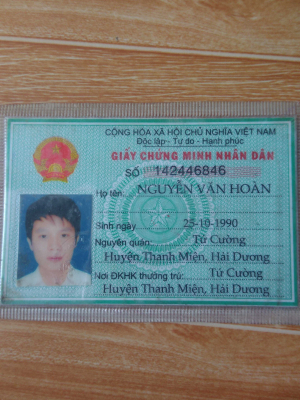 CỘNG HÒA XÃ HỘI CHỦ NGHĨA VIỆT NAM
Độc lập - Tự do - Hạnh phúc
GIẤY CHỨNG MINH NHÂN DÂN
SỐ 142446846
Họ tên: NGUYỄN VĂN HOÀN
Sinh ngày 25-10-1990
Nguyên quán: Tứ Cường
Huyện Thanh Miện, Hải Dương
Nơi ĐKHK thường trú: Tứ Cường
Huyện Thanh Miện, Hải Dương